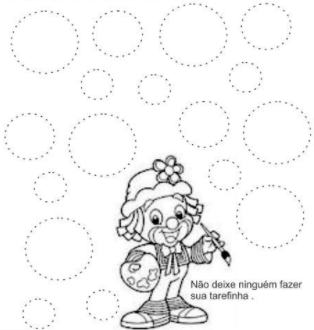 Não deixe ninguém fazer
sua tarefinha .